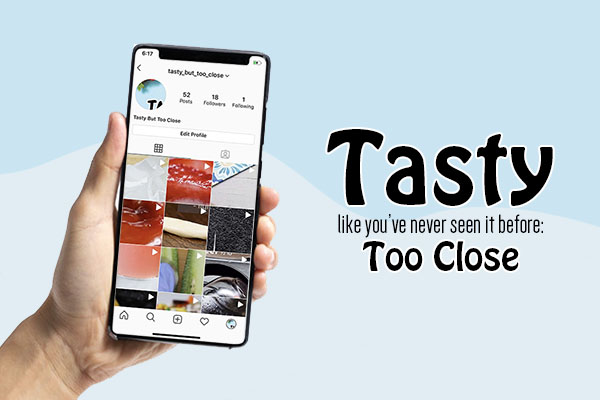 6:17
tasty_but_too_close
52 18 1
Posts Followers Following
Tasty But Too Close
Edit Profile
Tasty
like you've never seen it before:
Too Close